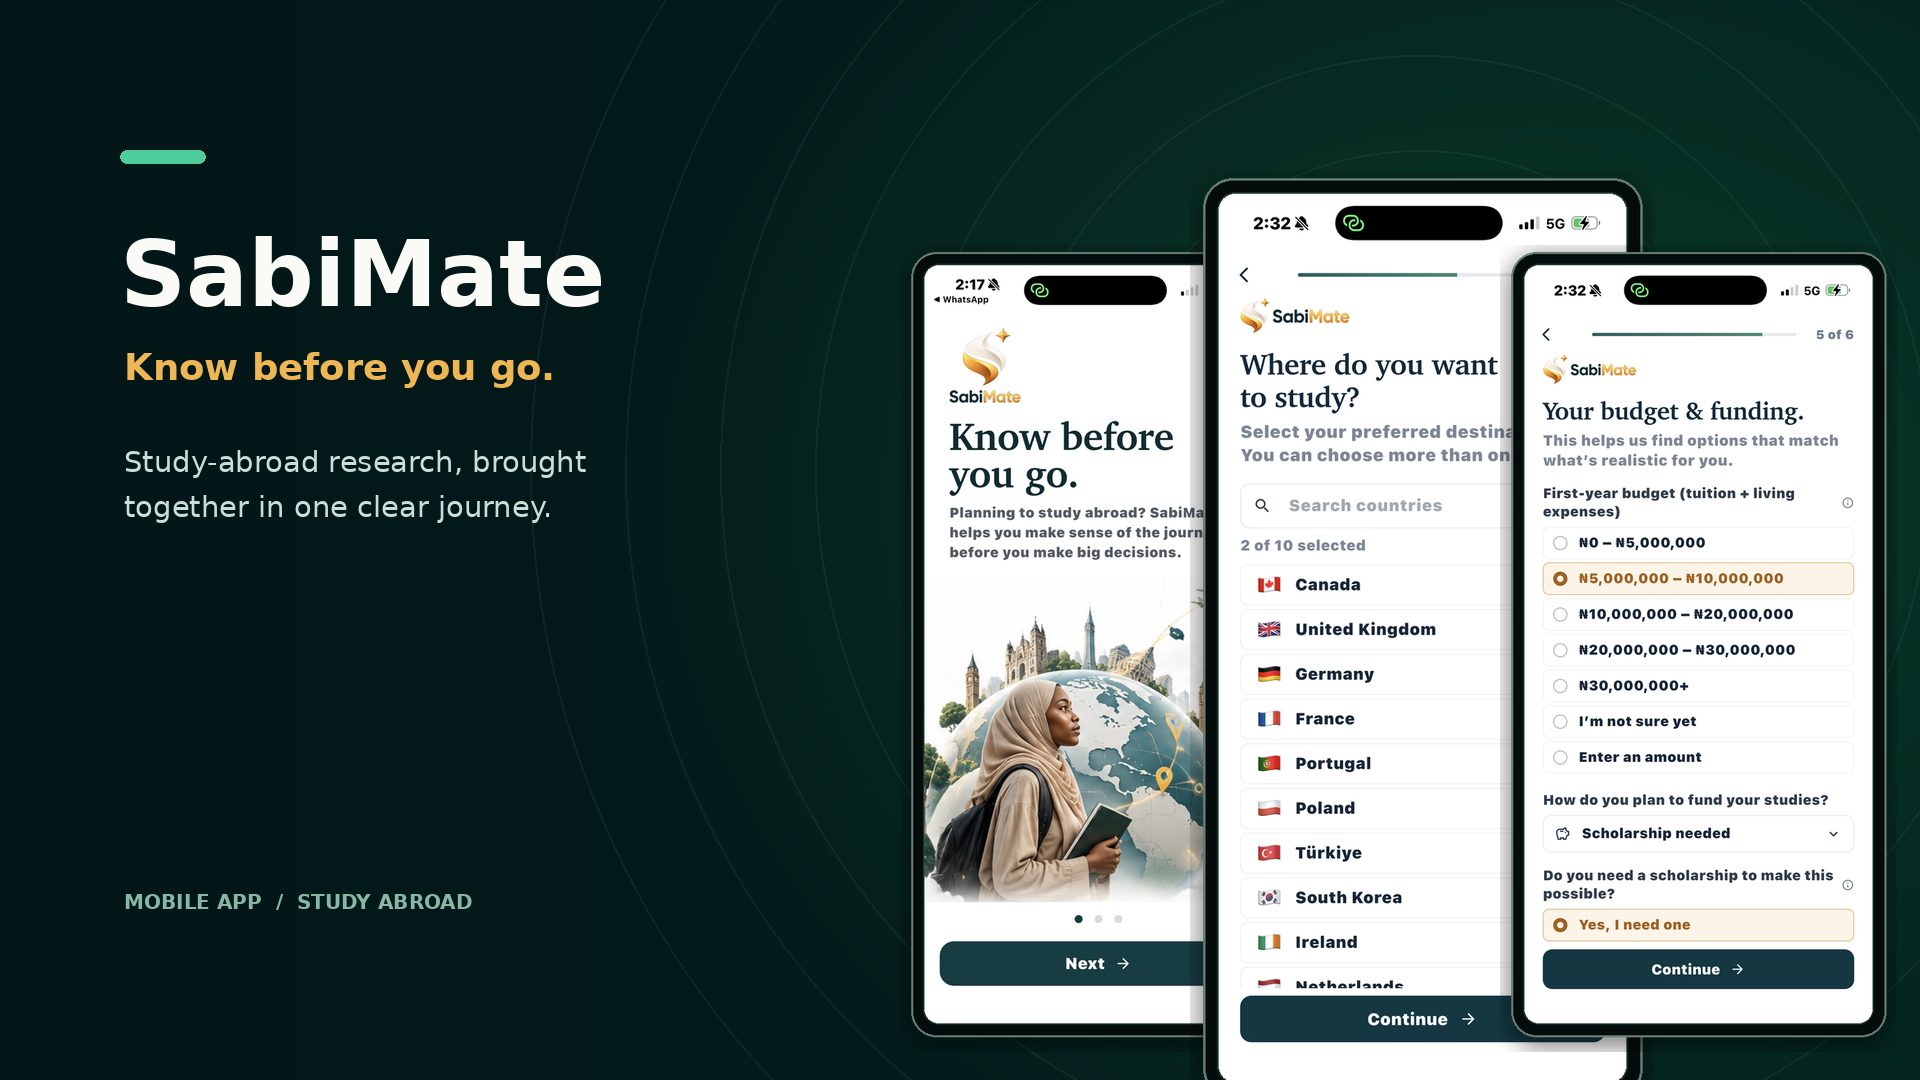 SabiMate
Know before you go.
Study-abroad research, brought
together in one clear journey.
MOBILE APP / STUDY ABROAD
2:17
◀ WhatsApp
SabiMate
Know before
you go.
Planning to study abroad?
helps you make sense of the
before you make big decisions.
Next →
2:32
5G
SabiMate
Where do you want
to study?
Select your preferred
You can choose more than
Search countries
2 of 10 selected
Canada
United Kingdom
Germany
France
Portugal
Poland
Türkiye
South Korea
Ireland
Netherlands
Continue →
2:32
5G
5 of 6
SabiMate
Your budget & funding.
This helps us find options that match
what’s realistic for you.
First-year budget (tuition + living
expenses)
₦0 – ₦5,000,000
₦5,000,000 – ₦10,000,000
₦10,000,000 – ₦20,000,000
₦20,000,000 – ₦30,000,000
₦30,000,000+
I’m not sure yet
Enter an amount
How do you plan to fund your studies?
Scholarship needed
Do you need a scholarship to make this
possible?
Yes, I need one
Continue →